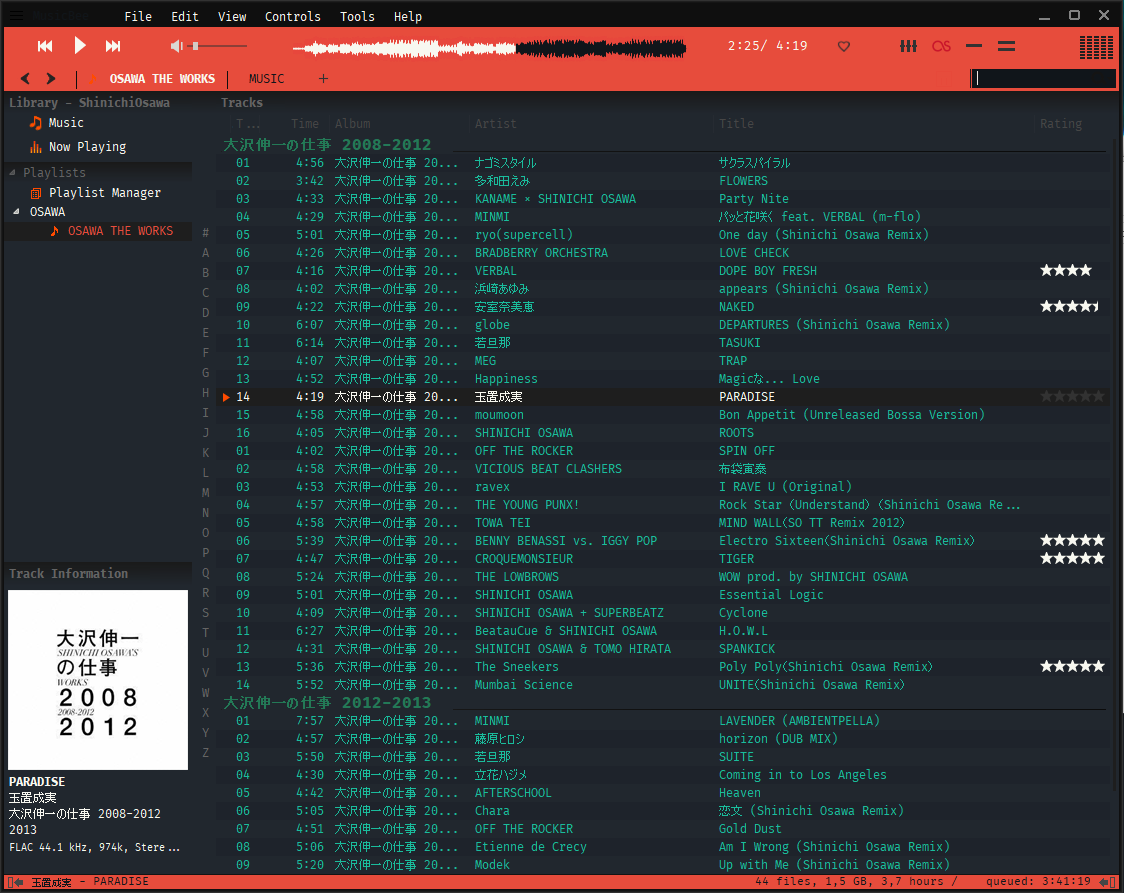 File Edit View Controls Tools Help
2:25/ 4:19
OSAWA THE WORKS MUSIC +
Library - ShinichiOsawa
Music
Now Playing
Playlists
Playlist Manager
OSAWA
OSAWA THE WORKS
#
A
B
C
D
E
F
G
H
I
J
K
L
M
N
O
P
Q
R
S
T
U
V
W
X
Y
Z
Tracks
T... Time Album Artist Title Rating
大沢伸一の仕事 2008-2012
01 4:56 大沢伸一の仕事 20... ナゴミスタイル サクラスパイラル
02 3:42 大沢伸一の仕事 20... 多和田えみ FLOWERS
03 4:33 大沢伸一の仕事 20... KANAME × SHINICHI OSAWA Party Nite
04 4:29 大沢伸一の仕事 20... MINMI パッと花咲く feat. VERBAL (m-flo)
05 5:01 大沢伸一の仕事 20... ryo(supercell) One day (Shinichi Osawa Remix)
06 4:26 大沢伸一の仕事 20... BRADBERRY ORCHESTRA LOVE CHECK
07 4:16 大沢伸一の仕事 20... VERBAL DOPE BOY FRESH ★★★★
08 4:02 大沢伸一の仕事 20... 浜崎あゆみ appears (Shinichi Osawa Remix)
09 4:22 大沢伸一の仕事 20... 安室奈美恵 NAKED
10 6:07 大沢伸一の仕事 20... globe DEPARTURES (Shinichi Osawa Remix)
11 6:14 大沢伸一の仕事 20... 若旦那 TASUKI
12 4:07 大沢伸一の仕事 20... MEG TRAP
13 4:52 大沢伸一の仕事 20... Happiness Magicな... Love
14 4:19 大沢伸一の仕事 20... 玉置成実 PARADISE
15 4:58 大沢伸一の仕事 20... moumoon Bon Appetit (Unreleased Bossa Version)
16 4:05 大沢伸一の仕事 20... SHINICHI OSAWA ROOTS
01 4:02 大沢伸一の仕事 20... OFF THE ROCKER SPIN OFF
02 4:58 大沢伸一の仕事 20... VICIOUS BEAT CLASHERS 布袋寅泰
03 4:53 大沢伸一の仕事 20... ravex I RAVE U (Original)
04 4:57 大沢伸一の仕事 20... THE YOUNG PUNX! Rock Star (Understand) (Shinichi Osawa Re...
05 4:58 大沢伸一の仕事 20... TOWA TEI MIND WALL(SO TT Remix 2012)
06 5:39 大沢伸一の仕事 20... BENNY BENASSI vs. IGGY POP Electro Sixteen(Shinichi Osawa Remix) ★★★★★
07 4:47 大沢伸一の仕事 20... CROQUEMONSIEUR TIGER ★★★★★
08 5:24 大沢伸一の仕事 20... THE LOWBROWS WOW prod. by SHINICHI OSAWA
09 5:01 大沢伸一の仕事 20... SHINICHI OSAWA Essential Logic
10 4:09 大沢伸一の仕事 20... SHINICHI OSAWA + SUPERBEATZ Cyclone
11 6:27 大沢伸一の仕事 20... BeatauCue & SHINICHI OSAWA H.O.W.L
12 4:31 大沢伸一の仕事 20... SHINICHI OSAWA & TOMO HIRATA SPANKICK
13 5:36 大沢伸一の仕事 20... The Sneekers Poly Poly(Shinichi Osawa Remix) ★★★★★
14 5:52 大沢伸一の仕事 20... Mumbai Science UNITE(Shinichi Osawa Remix)
大沢伸一の仕事 2012-2013
01 7:57 大沢伸一の仕事 20... MINMI LAVENDER (AMBIENTPELLA)
02 4:57 大沢伸一の仕事 20... 藤原ヒロシ horizon (DUB MIX)
03 5:50 大沢伸一の仕事 20... 若旦那 SUITE
04 4:30 大沢伸一の仕事 20... 立花ハジメ Coming in to Los Angeles
05 4:42 大沢伸一の仕事 20... AFTERSCHOOL Heaven
06 5:05 大沢伸一の仕事 20... Chara 恋文 (Shinichi Osawa Remix)
07 4:51 大沢伸一の仕事 20... OFF THE ROCKER Gold Dust
08 5:06 大沢伸一の仕事 20... Etienne de Crecy Am I Wrong (Shinichi Osawa Remix)
09 5:20 大沢伸一の仕事 20... Modek Up with Me (Shinichi Osawa Remix)
Track Information
大沢伸一
SHINICHI OSAWA'S
の仕事
WORKS
2008
2008-2012
2012
PARADISE
玉置成実
大沢伸一の仕事 2008-2012
2013
FLAC 44.1 kHz, 974k, Stere...
玉置成実 - PARADISE 44 files, 1,5 GB, 3,7 hours / queued: 3:41:19